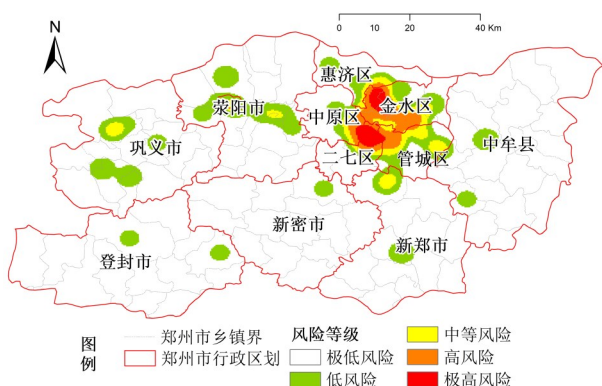 N
0 10 20 40 Km
惠济区
荥阳市
金水区
中原区
巩义市
中牟县
二七区
管城区
新密市
新郑市
登封市
图例
郑州市乡镇界
郑州市行政区划
风险等级
极低风险
低风险
中等风险
高风险
极高风险